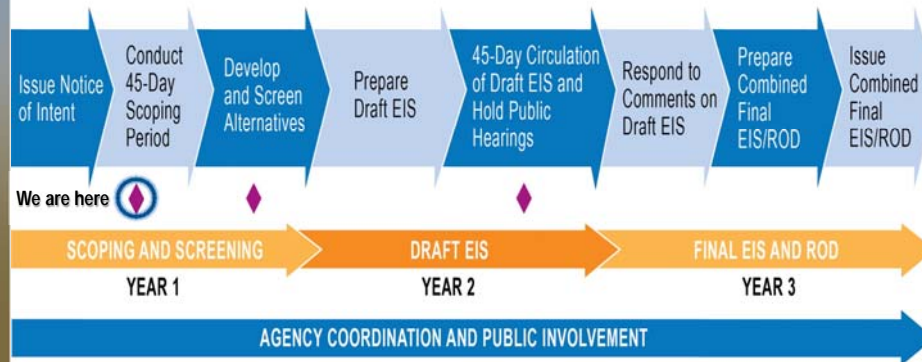 Issue Notice
of Intent
Conduct
45-Day
Scoping
Period
Develop
and Screen
Alternatives
Prepare
Draft EIS
45-Day Circulation
of Draft EIS and
Hold Public
Hearings
Respond to
Comments on
Draft EIS
Prepare
Combined
Final
EIS/ROD
Issue
Combined
Final
EIS/ROD
We are here
SCOPING AND SCREENING
DRAFT EIS
FINAL EIS AND ROD
YEAR 1
YEAR 2
YEAR 3
AGENCY COORDINATION AND PUBLIC INVOLVEMENT